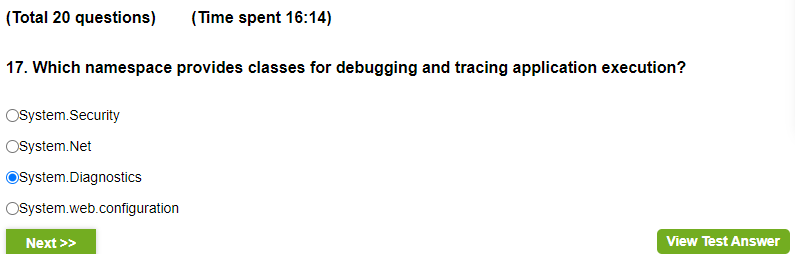 (Total 20 questions) (Time spent 16:14)
17. Which namespace provides classes for debugging and tracing application execution?
System.Security
System.Net
System.Diagnostics
System.web.configuration
Next >> View Test Answer